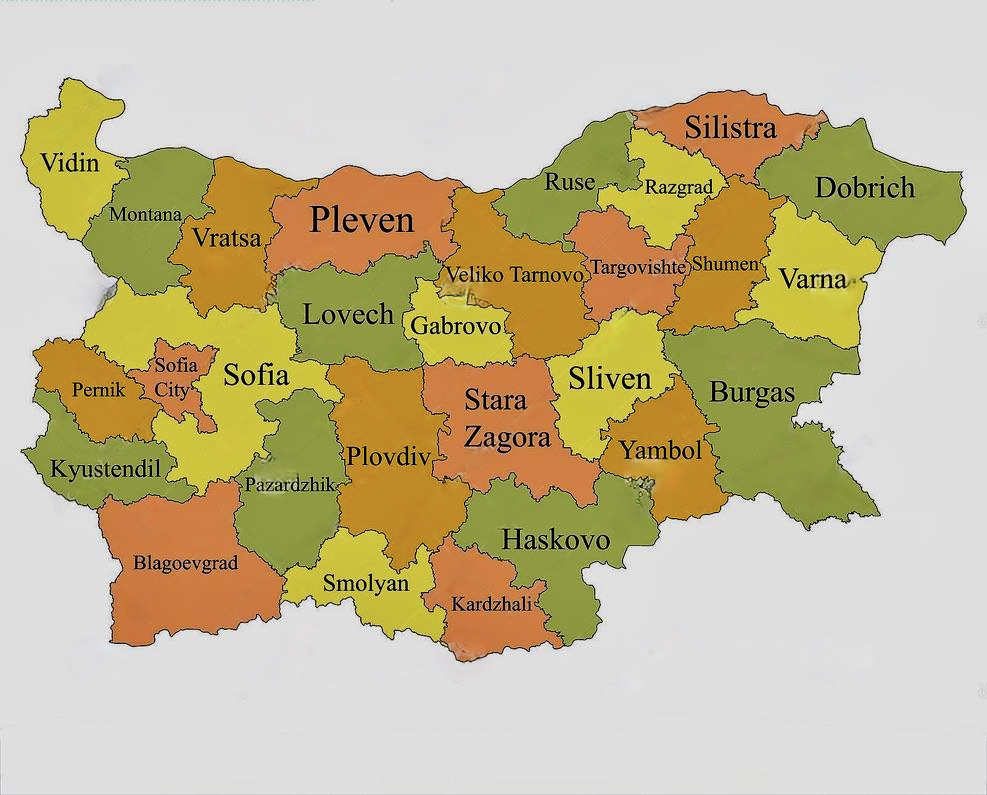 Silistra
Vidin
Ruse
Razgrad
Dobrich
Montana
Pleven
Vratsa
Veliko Tarnovo
Targovishte
Shumen
Varna
Lovech
Gabrovo
Sofia
City
Sofia
Pernik
Sliven
Burgas
Stara
Zagora
Plovdiv
Yambol
Kyustendil
Pazardzhik
Haskovo
Blagoevgrad
Smolyan
Kardzhali